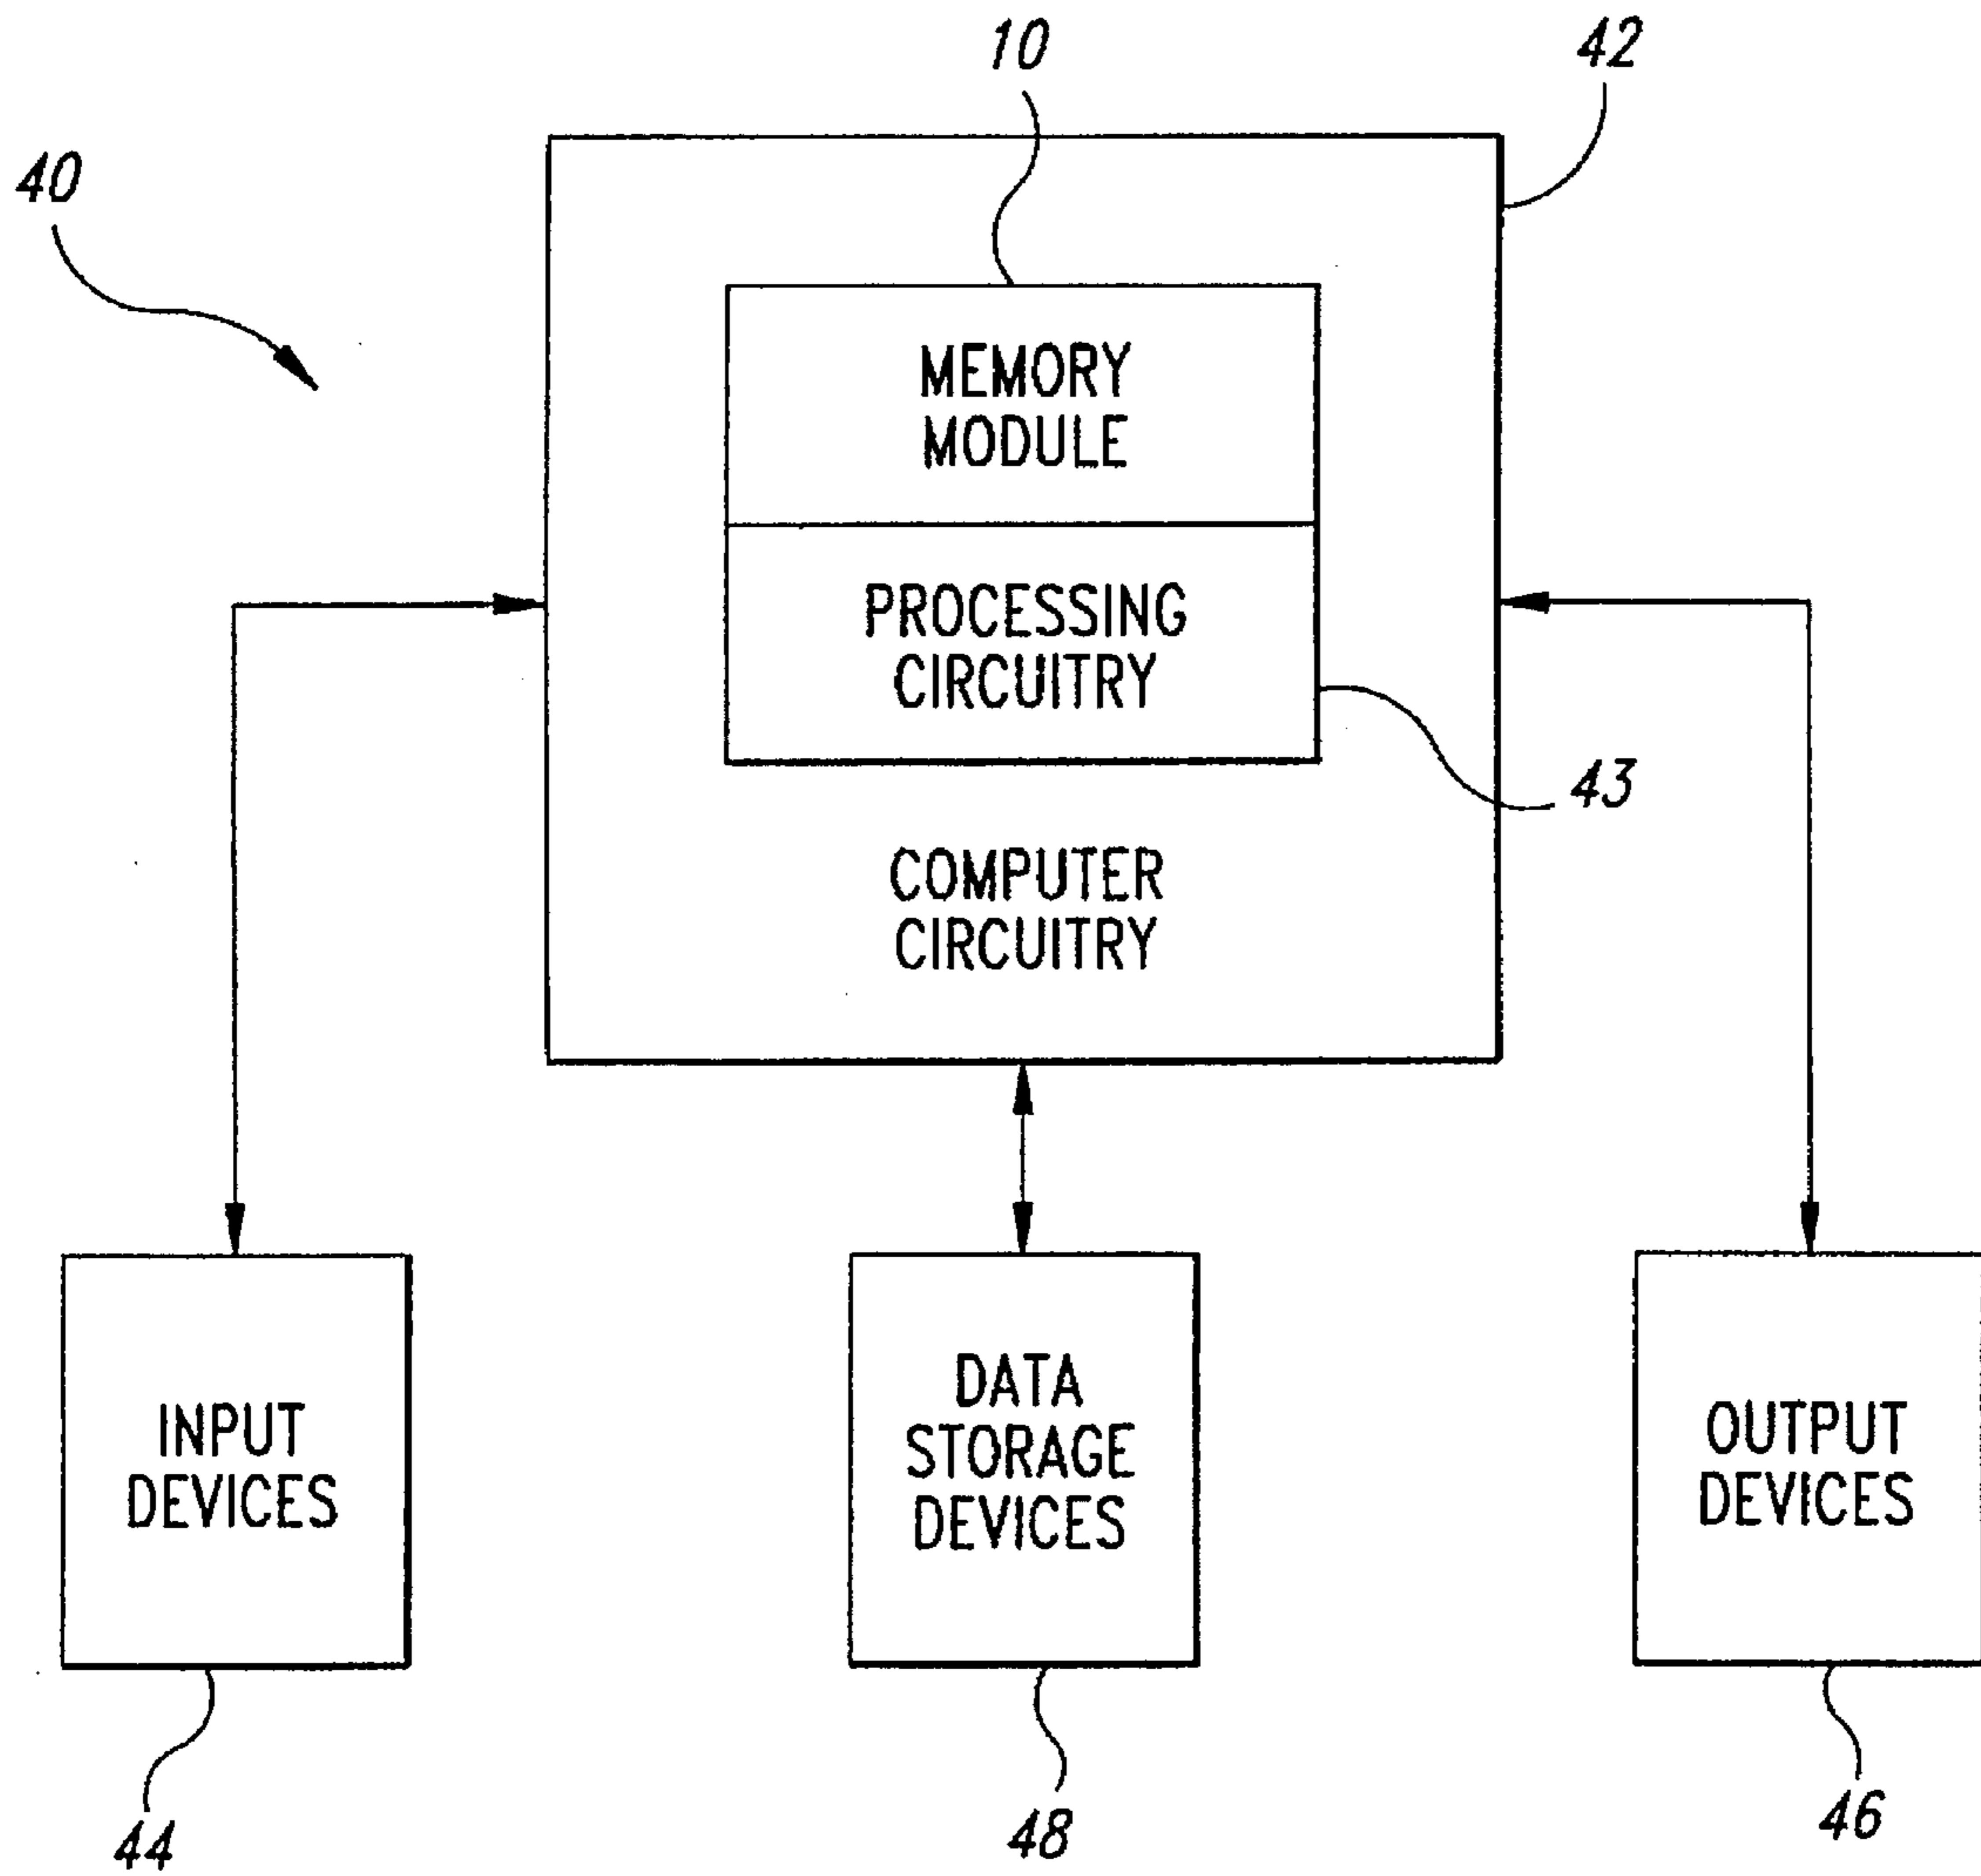 10
42
40
MEMORY
MODULE
PROCESSING
CIRCUITRY
43
COMPUTER
CIRCUITRY
INPUT
DEVICES
DATA
STORAGE
DEVICES
OUTPUT
DEVICES
44
48
46